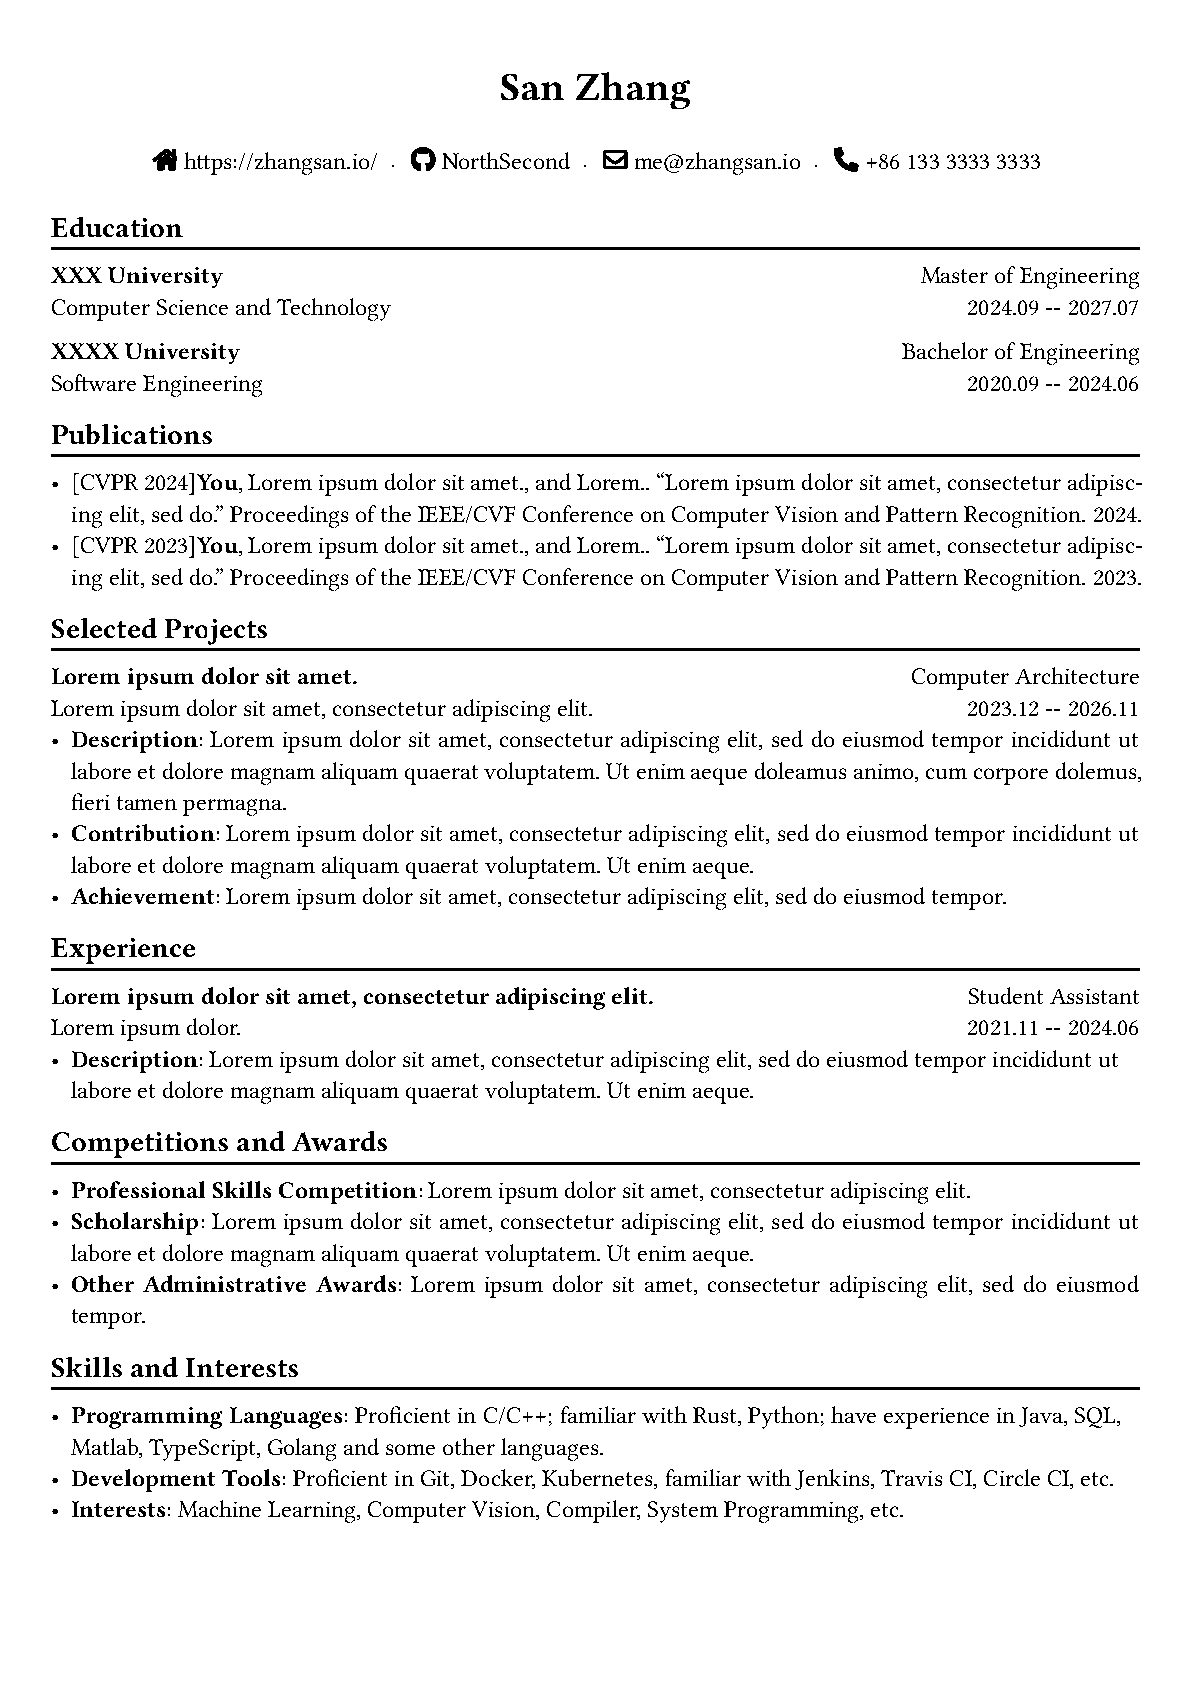 San Zhang
https://zhangsan.io/ · NorthSecond · me@zhangsan.io · +86 133 3333 3333
Education
XXX University Master of Engineering
Computer Science and Technology 2024.09 -- 2027.07
XXXX University Bachelor of Engineering
Software Engineering 2020.09 -- 2024.06
Publications
• [CVPR 2024]You, Lorem ipsum dolor sit amet., and Lorem.. “Lorem ipsum dolor sit amet, consectetur adipisc-
ing elit, sed do.” Proceedings of the IEEE/CVF Conference on Computer Vision and Pattern Recognition. 2024.
• [CVPR 2023]You, Lorem ipsum dolor sit amet., and Lorem.. “Lorem ipsum dolor sit amet, consectetur adipisc-
ing elit, sed do.” Proceedings of the IEEE/CVF Conference on Computer Vision and Pattern Recognition. 2023.
Selected Projects
Lorem ipsum dolor sit amet. Computer Architecture
Lorem ipsum dolor sit amet, consectetur adipiscing elit. 2023.12 -- 2026.11
• Description: Lorem ipsum dolor sit amet, consectetur adipiscing elit, sed do eiusmod tempor incididunt ut
labore et dolore magnam aliquam quaerat voluptatem. Ut enim aeque doleamus animo, cum corpore dolemus,
fieri tamen permagna.
• Contribution: Lorem ipsum dolor sit amet, consectetur adipiscing elit, sed do eiusmod tempor incididunt ut
labore et dolore magnam aliquam quaerat voluptatem. Ut enim aeque.
• Achievement: Lorem ipsum dolor sit amet, consectetur adipiscing elit, sed do eiusmod tempor.
Experience
Lorem ipsum dolor sit amet, consectetur adipiscing elit. Student Assistant
Lorem ipsum dolor. 2021.11 -- 2024.06
• Description: Lorem ipsum dolor sit amet, consectetur adipiscing elit, sed do eiusmod tempor incididunt ut
labore et dolore magnam aliquam quaerat voluptatem. Ut enim aeque.
Competitions and Awards
• Professional Skills Competition: Lorem ipsum dolor sit amet, consectetur adipiscing elit.
• Scholarship: Lorem ipsum dolor sit amet, consectetur adipiscing elit, sed do eiusmod tempor incididunt ut
labore et dolore magnam aliquam quaerat voluptatem. Ut enim aeque.
• Other Administrative Awards: Lorem ipsum dolor sit amet, consectetur adipiscing elit, sed do eiusmod
tempor.
Skills and Interests
• Programming Languages: Proficient in C/C++; familiar with Rust, Python; have experience in Java, SQL,
Matlab, TypeScript, Golang and some other languages.
• Development Tools: Proficient in Git, Docker, Kubernetes, familiar with Jenkins, Travis CI, Circle CI, etc.
• Interests: Machine Learning, Computer Vision, Compiler, System Programming, etc.